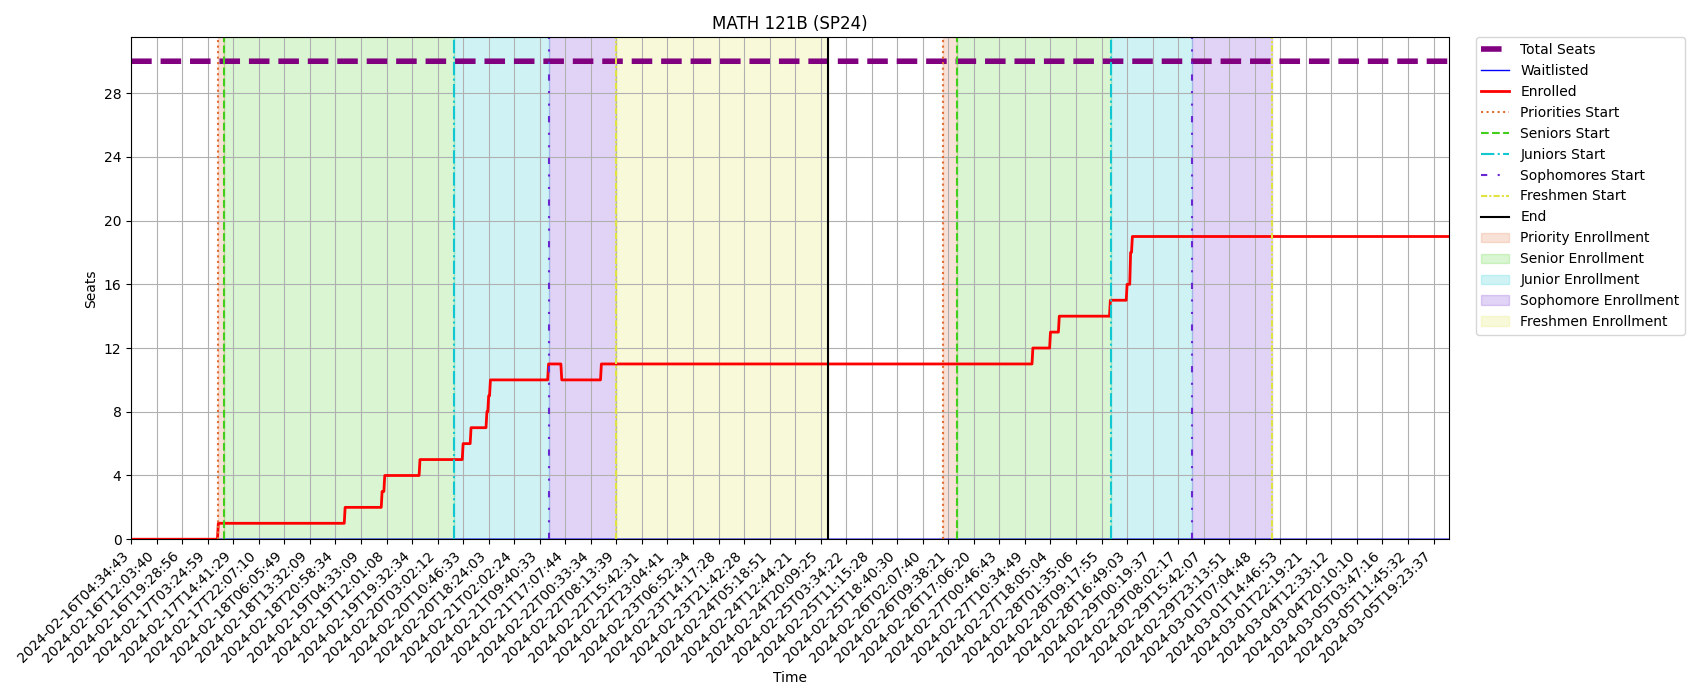 MATH 121B (SP24)
Seats
28
24
20
16
12
8
4
0
2024-02-16T04:34:43
2024-02-16T12:03:40
2024-02-16T19:28:56
2024-02-17T03:24:59
2024-02-17T14:41:29
2024-02-17T22:07:10
2024-02-18T06:05:49
2024-02-18T13:32:09
2024-02-18T20:58:34
2024-02-19T04:33:09
2024-02-19T12:01:08
2024-02-19T19:32:34
2024-02-20T03:02:12
2024-02-20T10:46:33
2024-02-20T18:24:03
2024-02-21T02:02:24
2024-02-21T09:40:33
2024-02-21T17:07:44
2024-02-22T00:33:34
2024-02-22T08:13:39
2024-02-22T15:42:31
2024-02-22T23:04:41
2024-02-23T06:52:34
2024-02-23T14:17:28
2024-02-23T21:42:28
2024-02-24T05:18:51
2024-02-24T12:44:21
2024-02-24T20:09:25
2024-02-25T03:34:22
2024-02-25T11:15:28
2024-02-25T18:40:30
2024-02-26T02:07:40
2024-02-26T09:38:21
2024-02-26T17:06:20
2024-02-27T00:46:43
2024-02-27T10:34:49
2024-02-27T18:05:04
2024-02-28T01:35:06
2024-02-28T09:17:55
2024-02-28T16:49:03
2024-02-29T00:19:37
2024-02-29T08:02:17
2024-02-29T15:42:07
2024-02-29T23:13:51
2024-03-01T07:04:48
2024-03-01T14:46:53
2024-03-01T22:19:21
2024-03-04T12:33:12
2024-03-04T20:10:10
2024-03-05T03:47:16
2024-03-05T11:45:32
2024-03-05T19:23:37
Time
Total Seats
Waitlisted
Enrolled
Priorities Start
Seniors Start
Juniors Start
Sophomores Start
Freshmen Start
End
Priority Enrollment
Senior Enrollment
Junior Enrollment
Sophomore Enrollment
Freshmen Enrollment